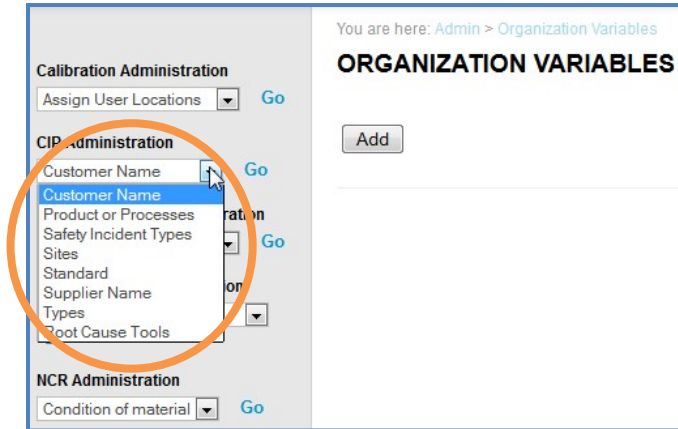 You are here: Admin > Organization Variables
ORGANIZATION VARIABLES
Add
Calibration Administration
Assign User Locations Go
CIP Administration
Customer Name Go
Customer Name
Product or Processes
ration
Safety Incident Types
Go
Sites
Standard
Supplier Name
ion
Types
Root Cause Tools
NCR Administration
Condition of material Go